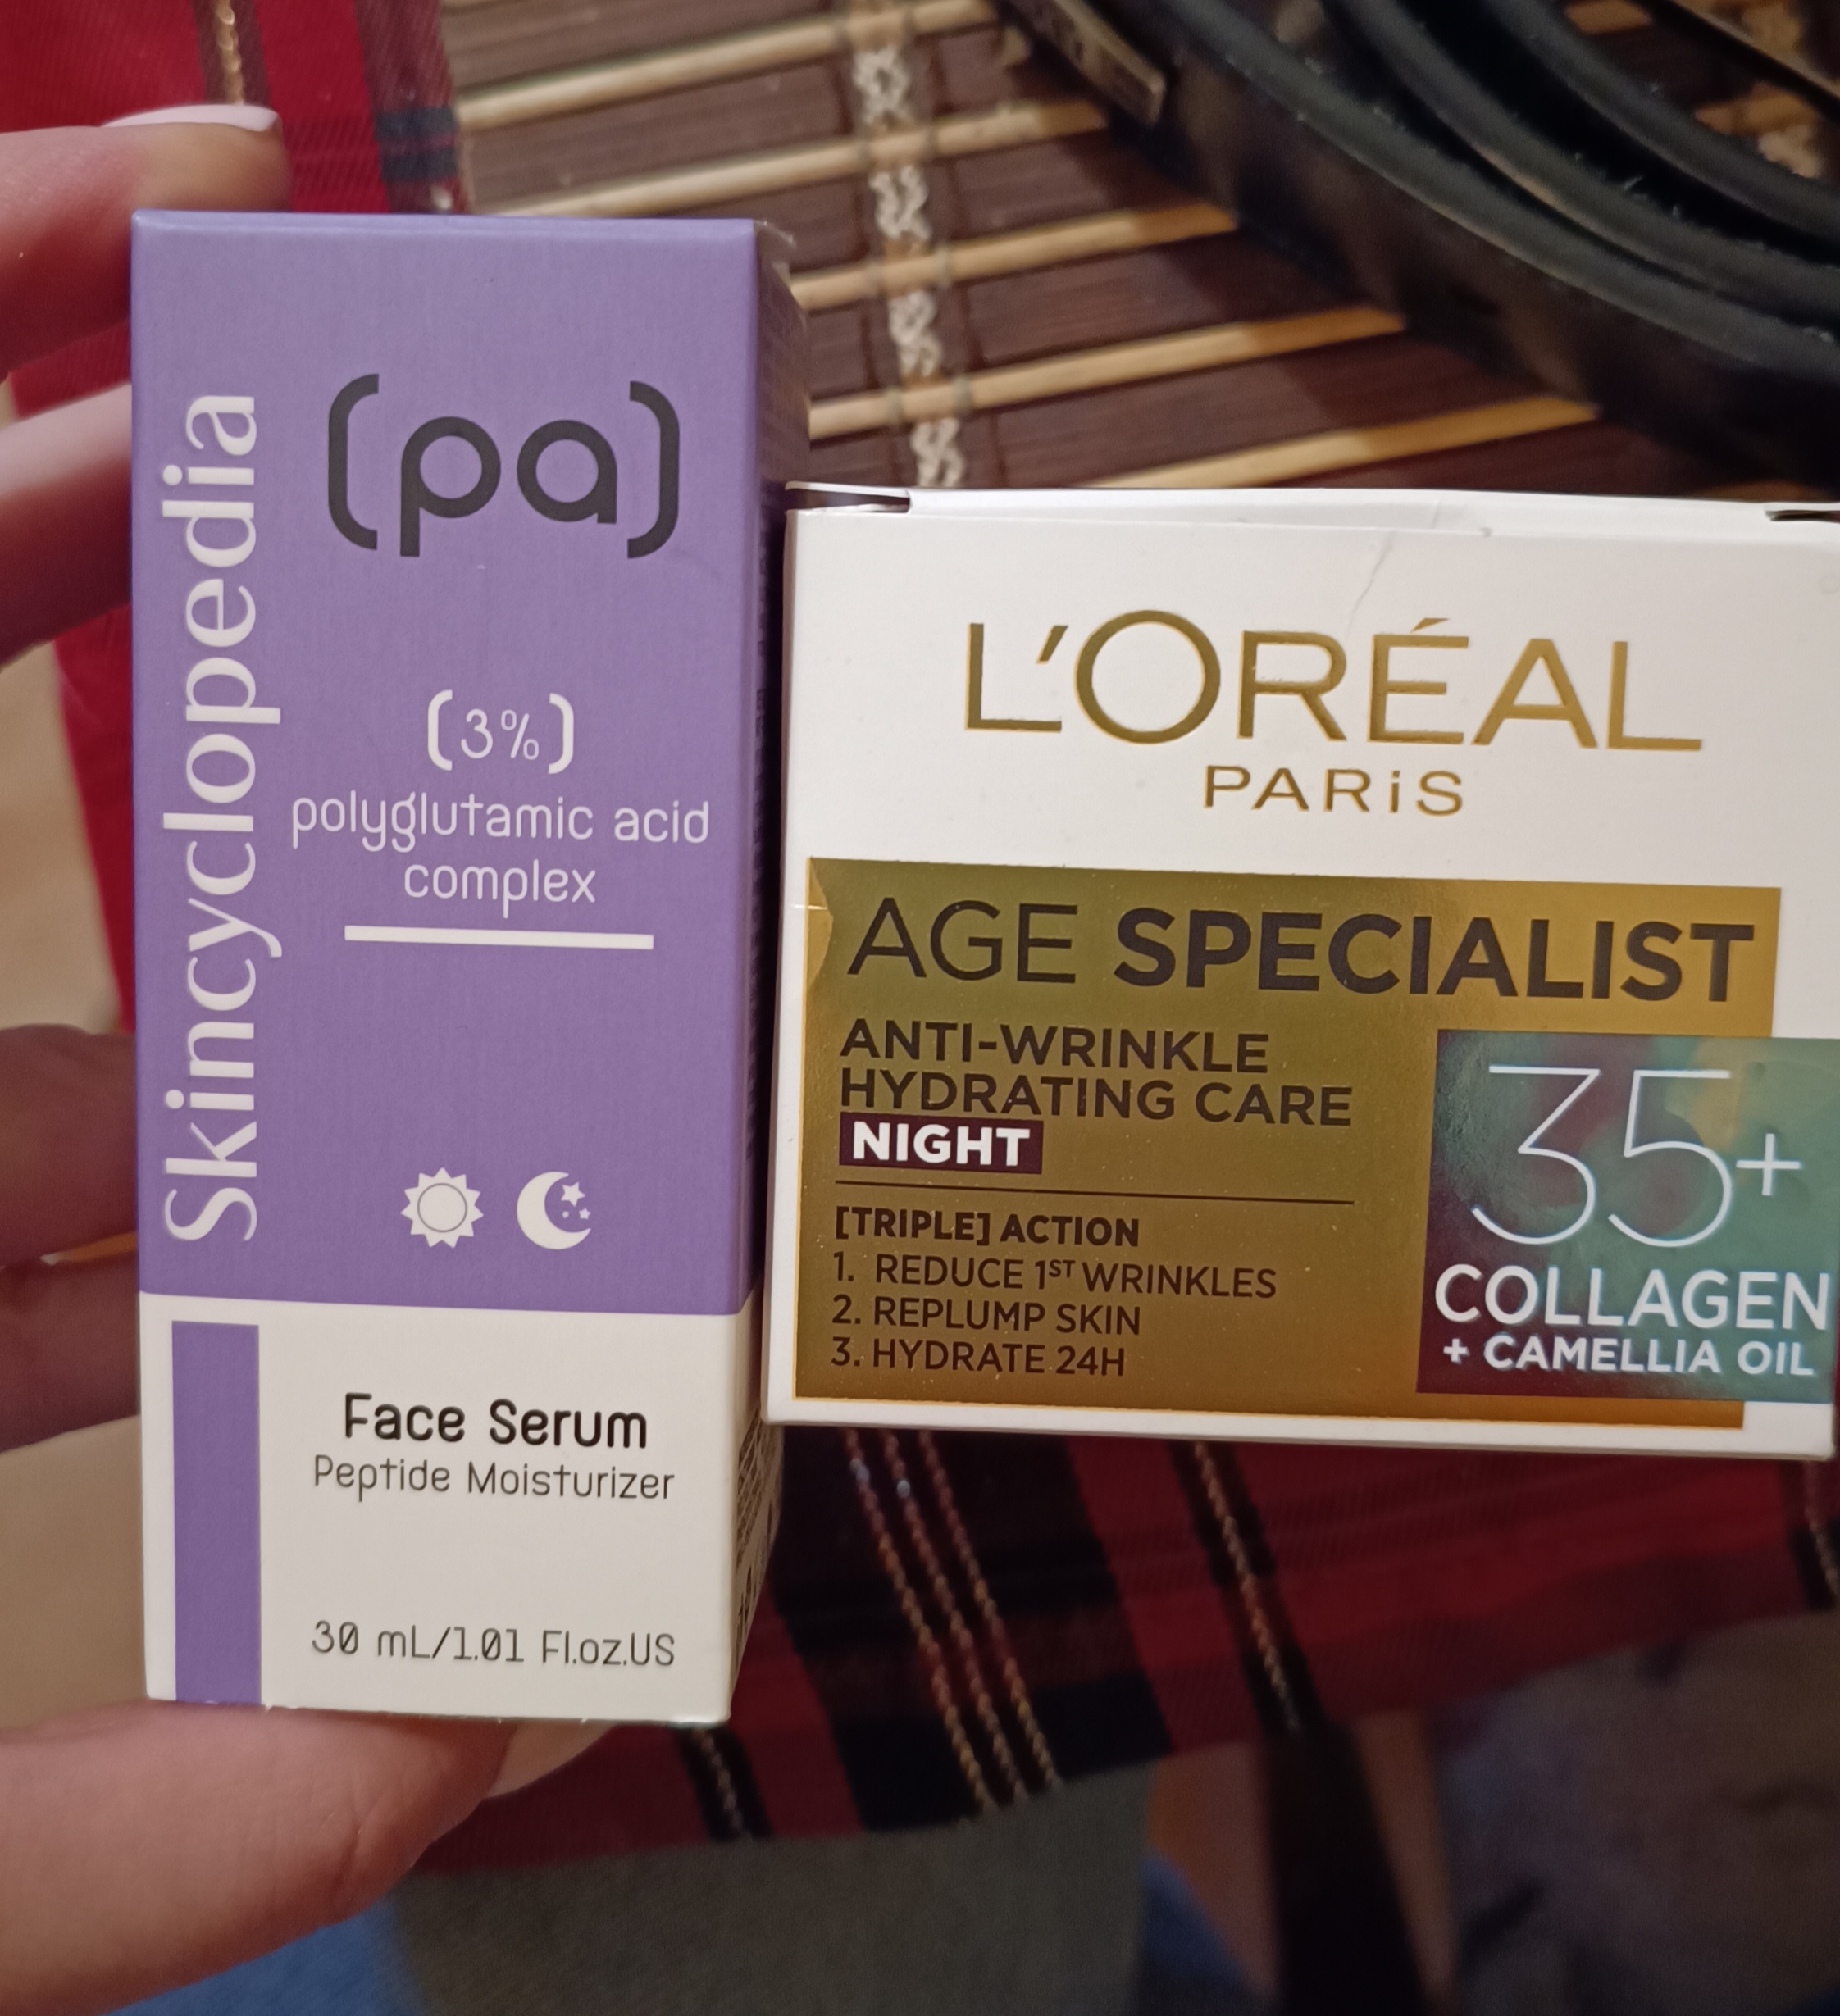 Skincyclopedia
(pa)
(3%)
polyglutamic acid
complex
Face Serum
Peptide Moisturizer
30 mL/1.01 Fl.oz.US
L'ORÉAL
PARiS
AGE SPECIALIST
ANTI-WRINKLE
HYDRATING CARE
NIGHT
[TRIPLE] ACTION
1. REDUCE 1ST WRINKLES
2. REPLUMP SKIN
3. HYDRATE 24H
35+
COLLAGEN
+ CAMELLIA OIL